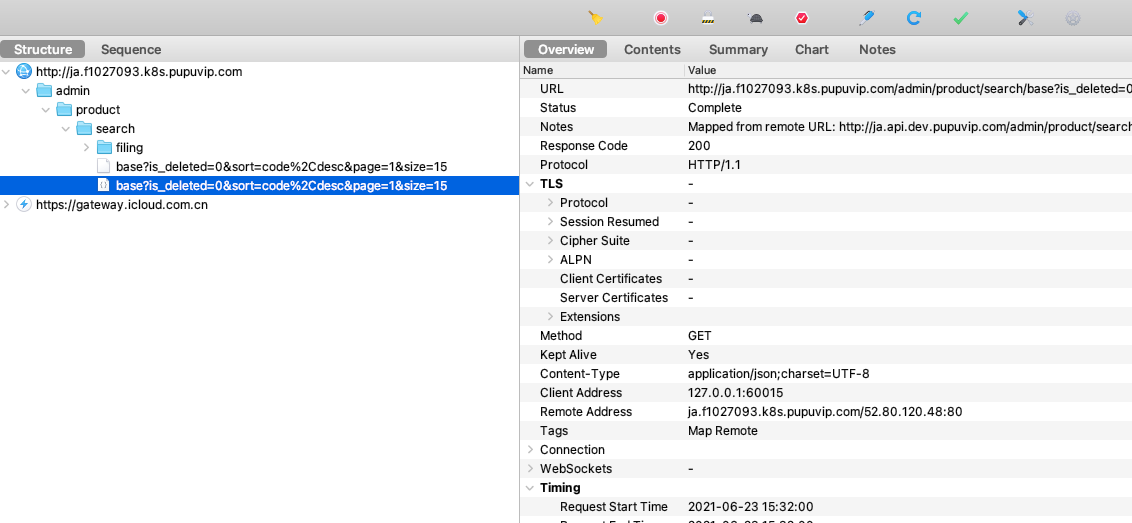 Structure Sequence
http://ja.f1027093.k8s.pupuvip.com
admin
product
search
filing
base?is_deleted=0&sort=code%2Cdesc&page=1&size=15
base?is_deleted=0&sort=code%2Cdesc&page=1&size=15
https://gateway.icloud.com.cn
Overview Contents Summary Chart Notes
Name Value
URL http://ja.f1027093.k8s.pupuvip.com/admin/product/search/base?is_deleted=0
Status Complete
Notes Mapped from remote URL: http://ja.api.dev.pupuvip.com/admin/product/search
Response Code 200
Protocol HTTP/1.1
TLS -
Protocol -
Session Resumed -
Cipher Suite -
ALPN -
Client Certificates -
Server Certificates -
Extensions
Method GET
Kept Alive Yes
Content-Type application/json;charset=UTF-8
Client Address 127.0.0.1:60015
Remote Address ja.f1027093.k8s.pupuvip.com/52.80.120.48:80
Tags Map Remote
Connection
WebSockets -
Timing
Request Start Time 2021-06-23 15:32:00